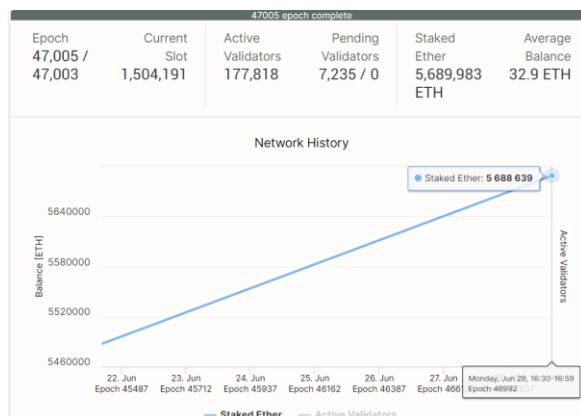 47005 epoch complete
Epoch
47,005 /
47,003
Current
Slot
1,504,191
Active
Validators
177,818
Pending
Validators
7,235 / 0
Staked
Ether
5,689,983
ETH
Average
Balance
32.9 ETH
Network History
Staked Ether: 5 688 639
5640000
5580000
5520000
5460000
Balance [ETH]
Active Validators
22. Jun
Epoch 45487
23. Jun
Epoch 45712
24. Jun
Epoch 45937
25. Jun
Epoch 46162
26. Jun
Epoch 46387
27. Jun
Monday, Jun 28, 16:30-16:59
Epoch 46992
Staked Ether
Active Validators